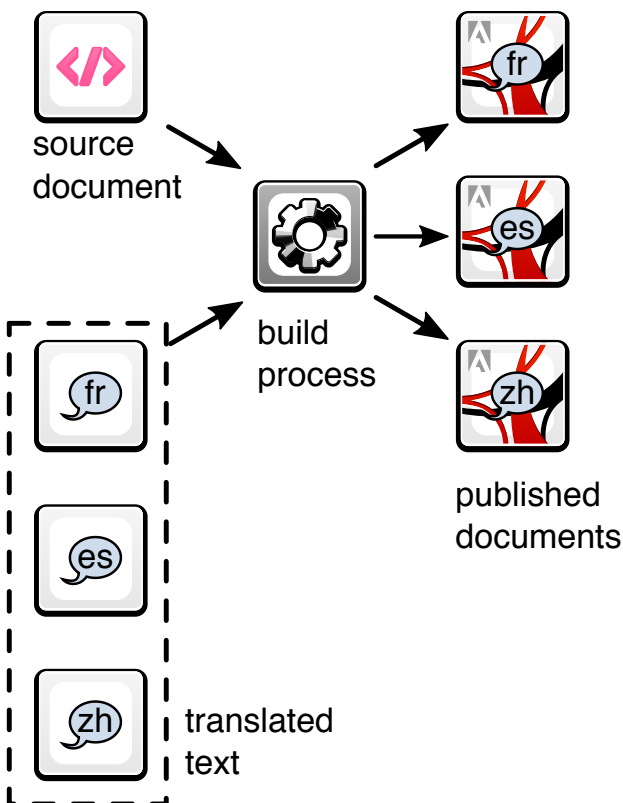 </>
source
document
fr
es
zh
translated
text
build
process
fr
es
zh
published
documents